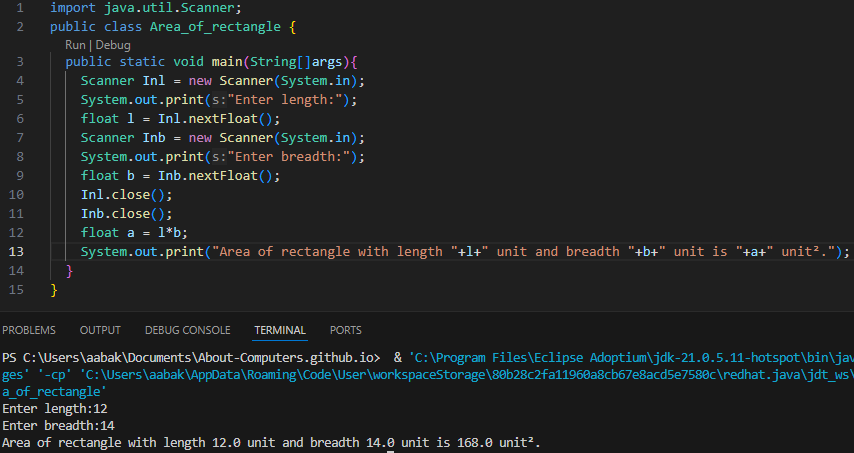 1 import java.util.Scanner;
2 public class Area_of_rectangle {
Run | Debug
3 public static void main(String[]args){
4 Scanner Inl = new Scanner(System.in);
5 System.out.print(s:"Enter length:");
6 float l = Inl.nextFloat();
7 Scanner Inb = new Scanner(System.in);
8 System.out.print(s:"Enter breadth:");
9 float b = Inb.nextFloat();
10 Inl.close();
11 Inb.close();
12 float a = l*b;
13 System.out.print("Area of rectangle with length "+l+" unit and breadth "+b+" unit is "+a+" unit².");
14 }
15 }
PROBLEMS OUTPUT DEBUG CONSOLE TERMINAL PORTS
PS C:\Users\aabak\Documents\About-Computers.github.io> & 'C:\Program Files\Eclipse Adoptium\jdk-21.0.5.11-hotspot\bin\jav
ges' '-cp' 'C:\Users\aabak\AppData\Roaming\Code\User\workspaceStorage\80b28c2fa11960a8cb67e8acd5e7580c\redhat.java\jdt_ws\
a_of_rectangle'
Enter length:12
Enter breadth:14
Area of rectangle with length 12.0 unit and breadth 14.0 unit is 168.0 unit².